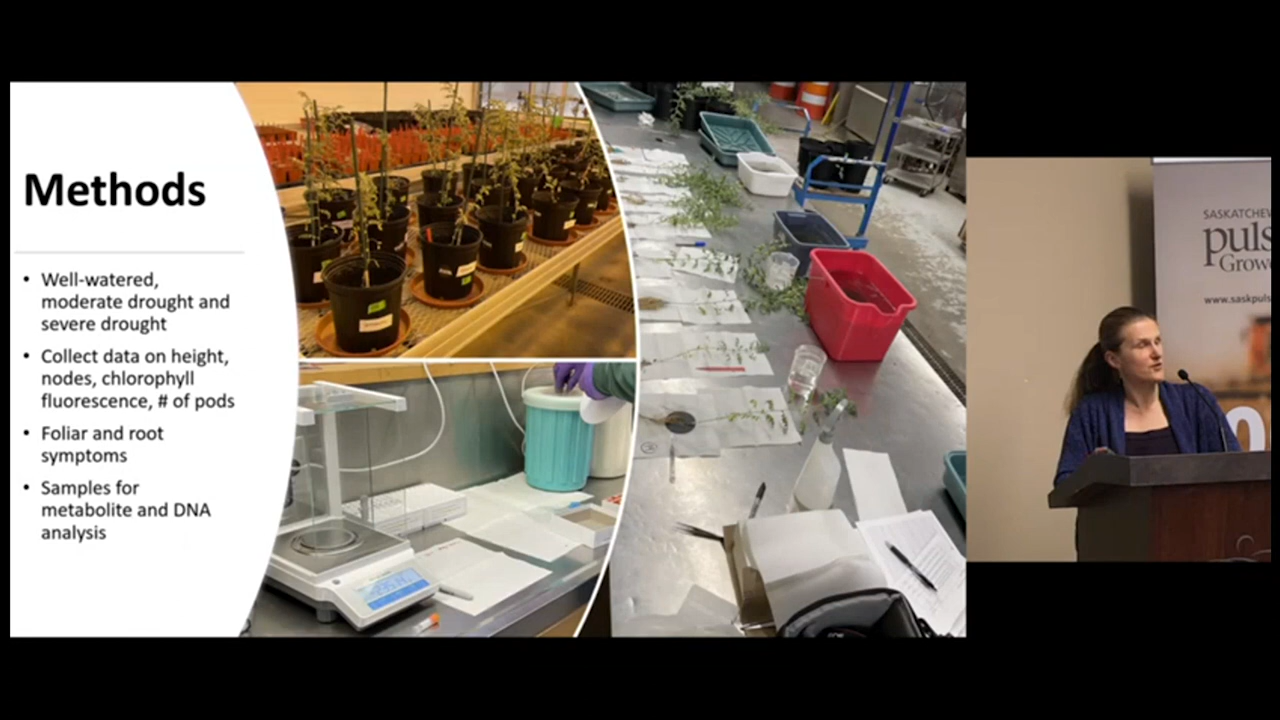 Methods
• Well-watered,
moderate drought and
severe drought
• Collect data on height,
nodes, chlorophyll
fluorescence, # of pods
• Foliar and root
symptoms
• Samples for
metabolite and DNA
analysis
SASKATCHEW
puls
Growe
www.saskpuls